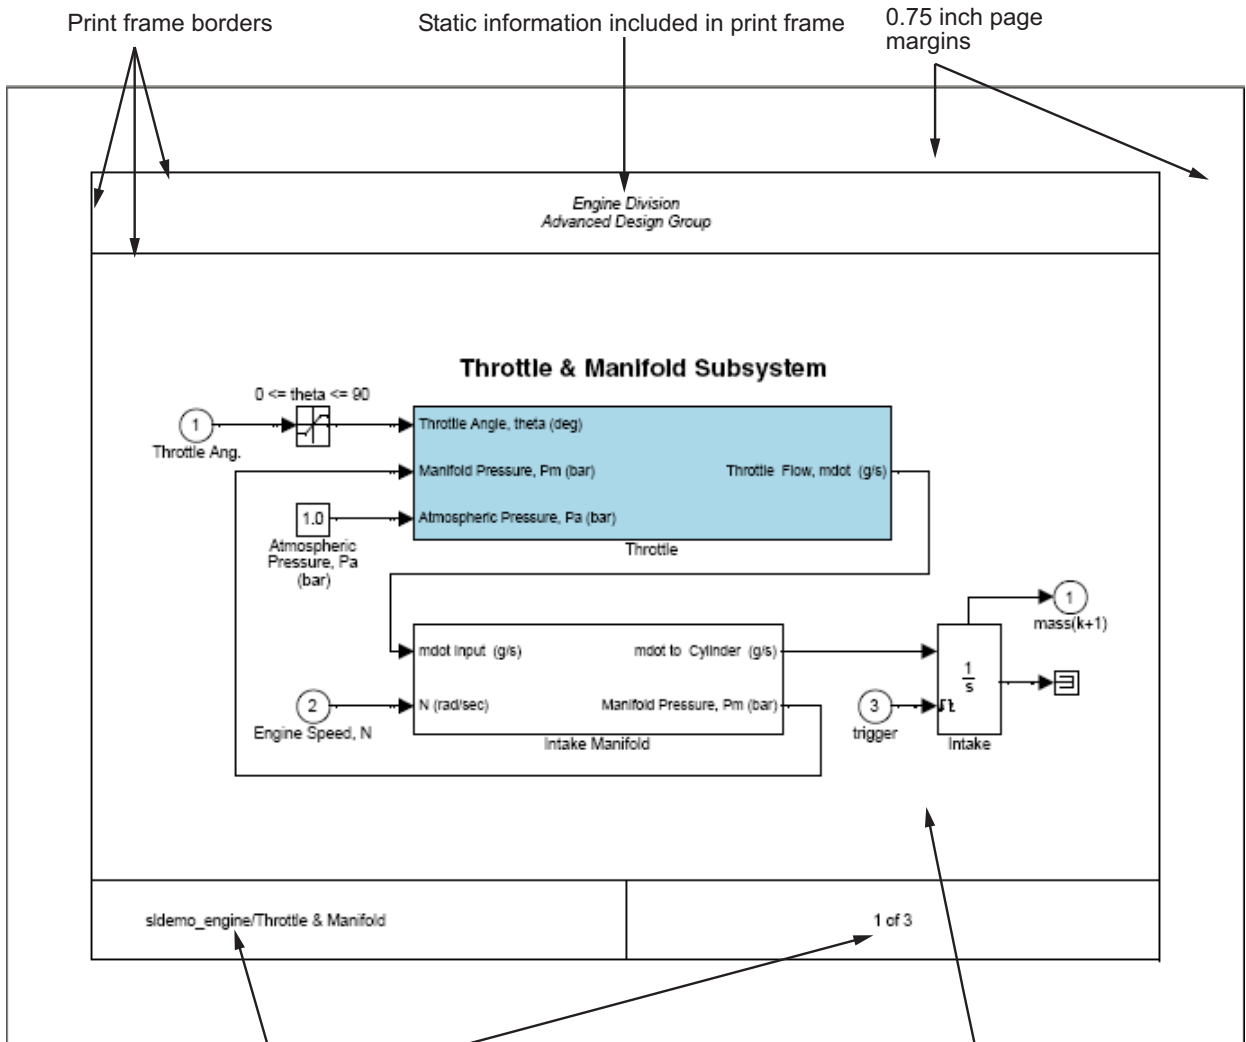 Print frame borders
Static information included in print frame
0.75 inch page
margins
Engine Division
Advanced Design Group
Throttle & Manifold Subsystem
0 <= theta <= 90
1
Throttle Ang.
Throttle Angle, theta (deg)
Manifold Pressure, Pm (bar)
Throttle Flow, mdot (g/s)
1.0
Atmospheric Pressure, Pa (bar)
Atmospheric
Pressure, Pa
(bar)
Throttle
1
mass(k+1)
mdot Input (g/s)
mdot to Cylinder (g/s)
1
s
2
N (rad/sec)
Manifold Pressure, Pm (bar)
3
Engine Speed, N
trigger
Intake Manifold
Intake
sldemo_engine/Throttle & Manifold
1 of 3